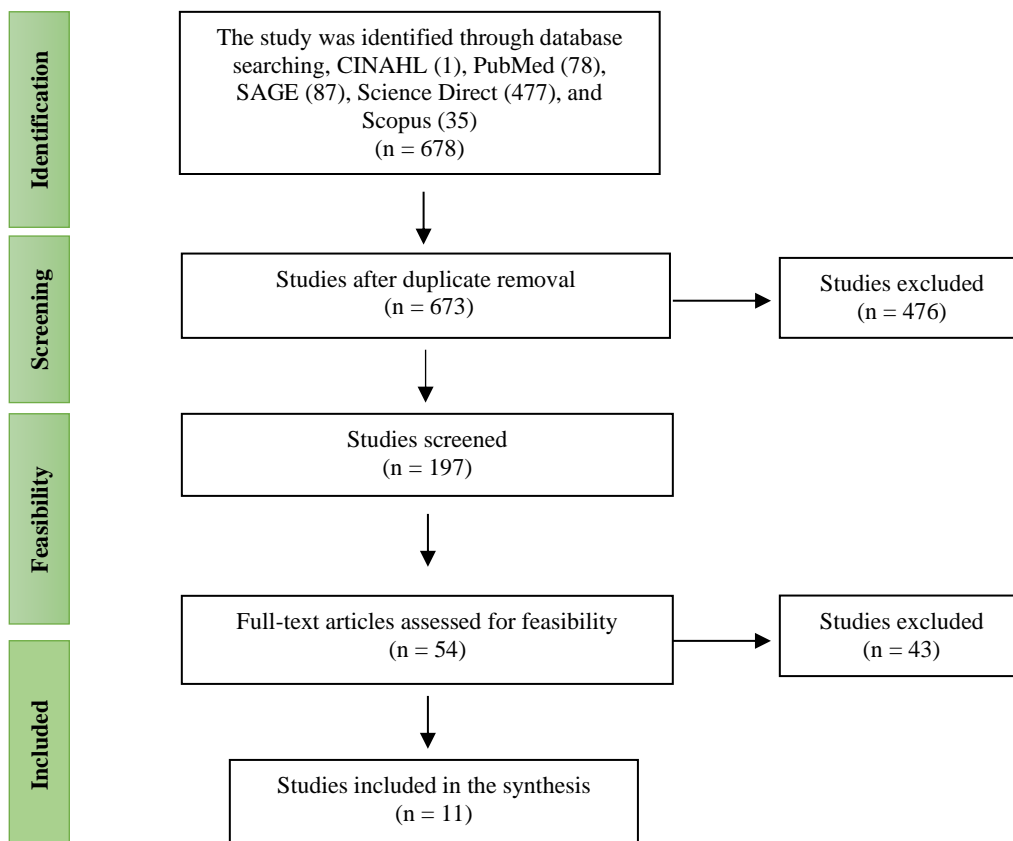 Identification
The study was identified through database
searching, CINAHL (1), PubMed (78),
SAGE (87), Science Direct (477), and
Scopus (35)
(n = 678)
Screening
Studies after duplicate removal
(n = 673)
Studies excluded
(n = 476)
Feasibility
Studies screened
(n = 197)
Full-text articles assessed for feasibility
(n = 54)
Studies excluded
(n = 43)
Included
Studies included in the synthesis
(n = 11)